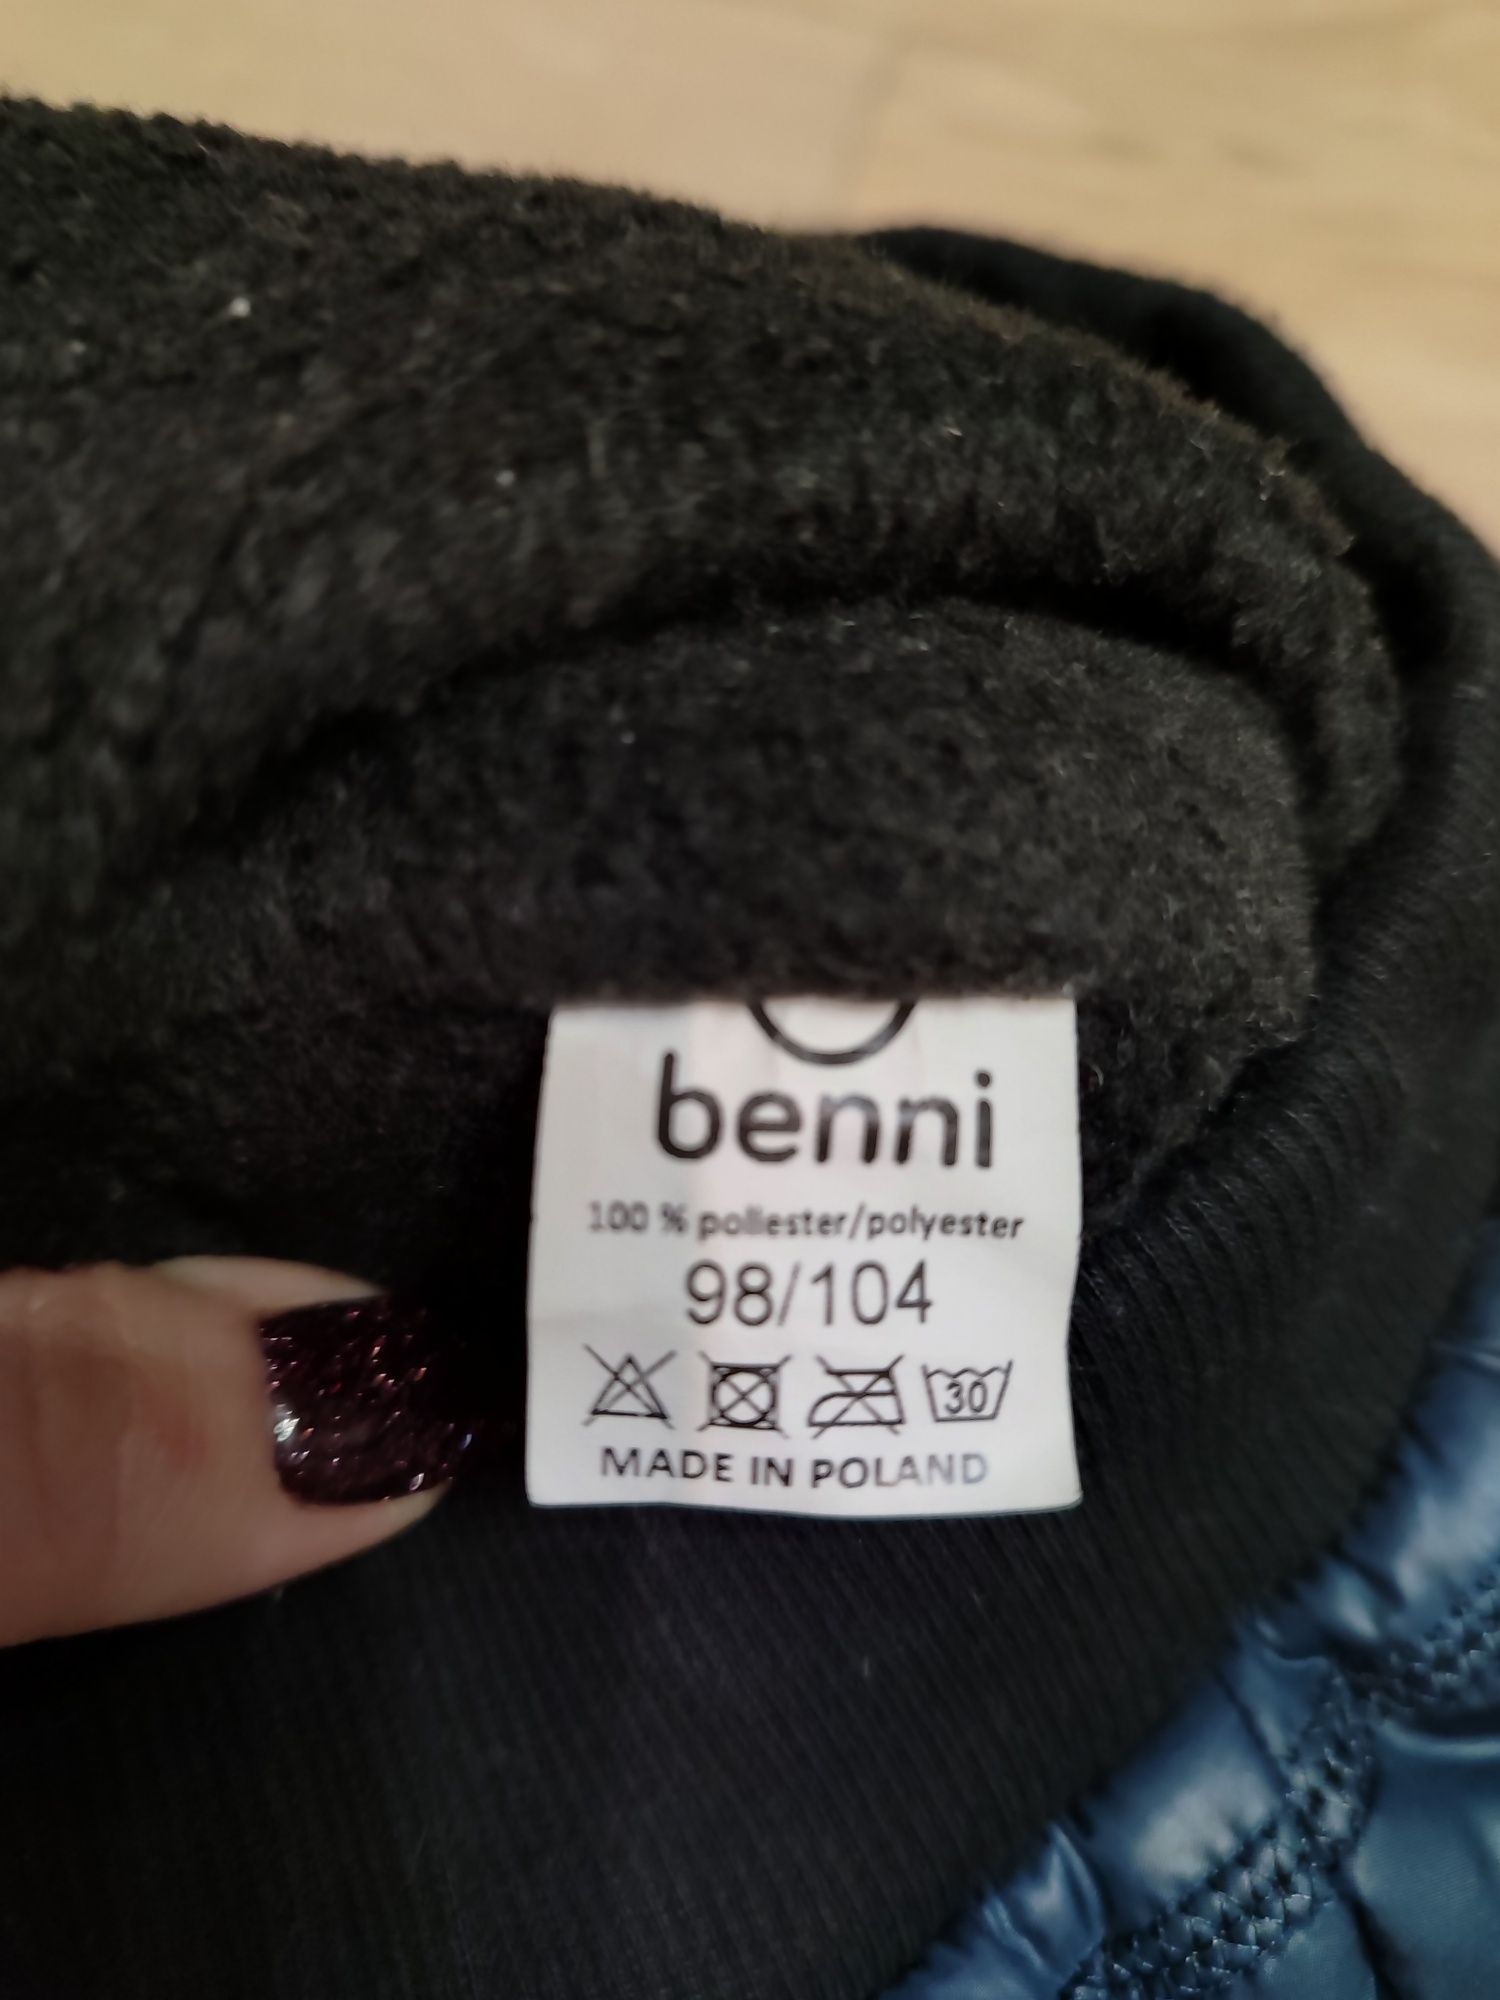 benni
100 % poliester/polyester
98/104
30
MADE IN POLAND